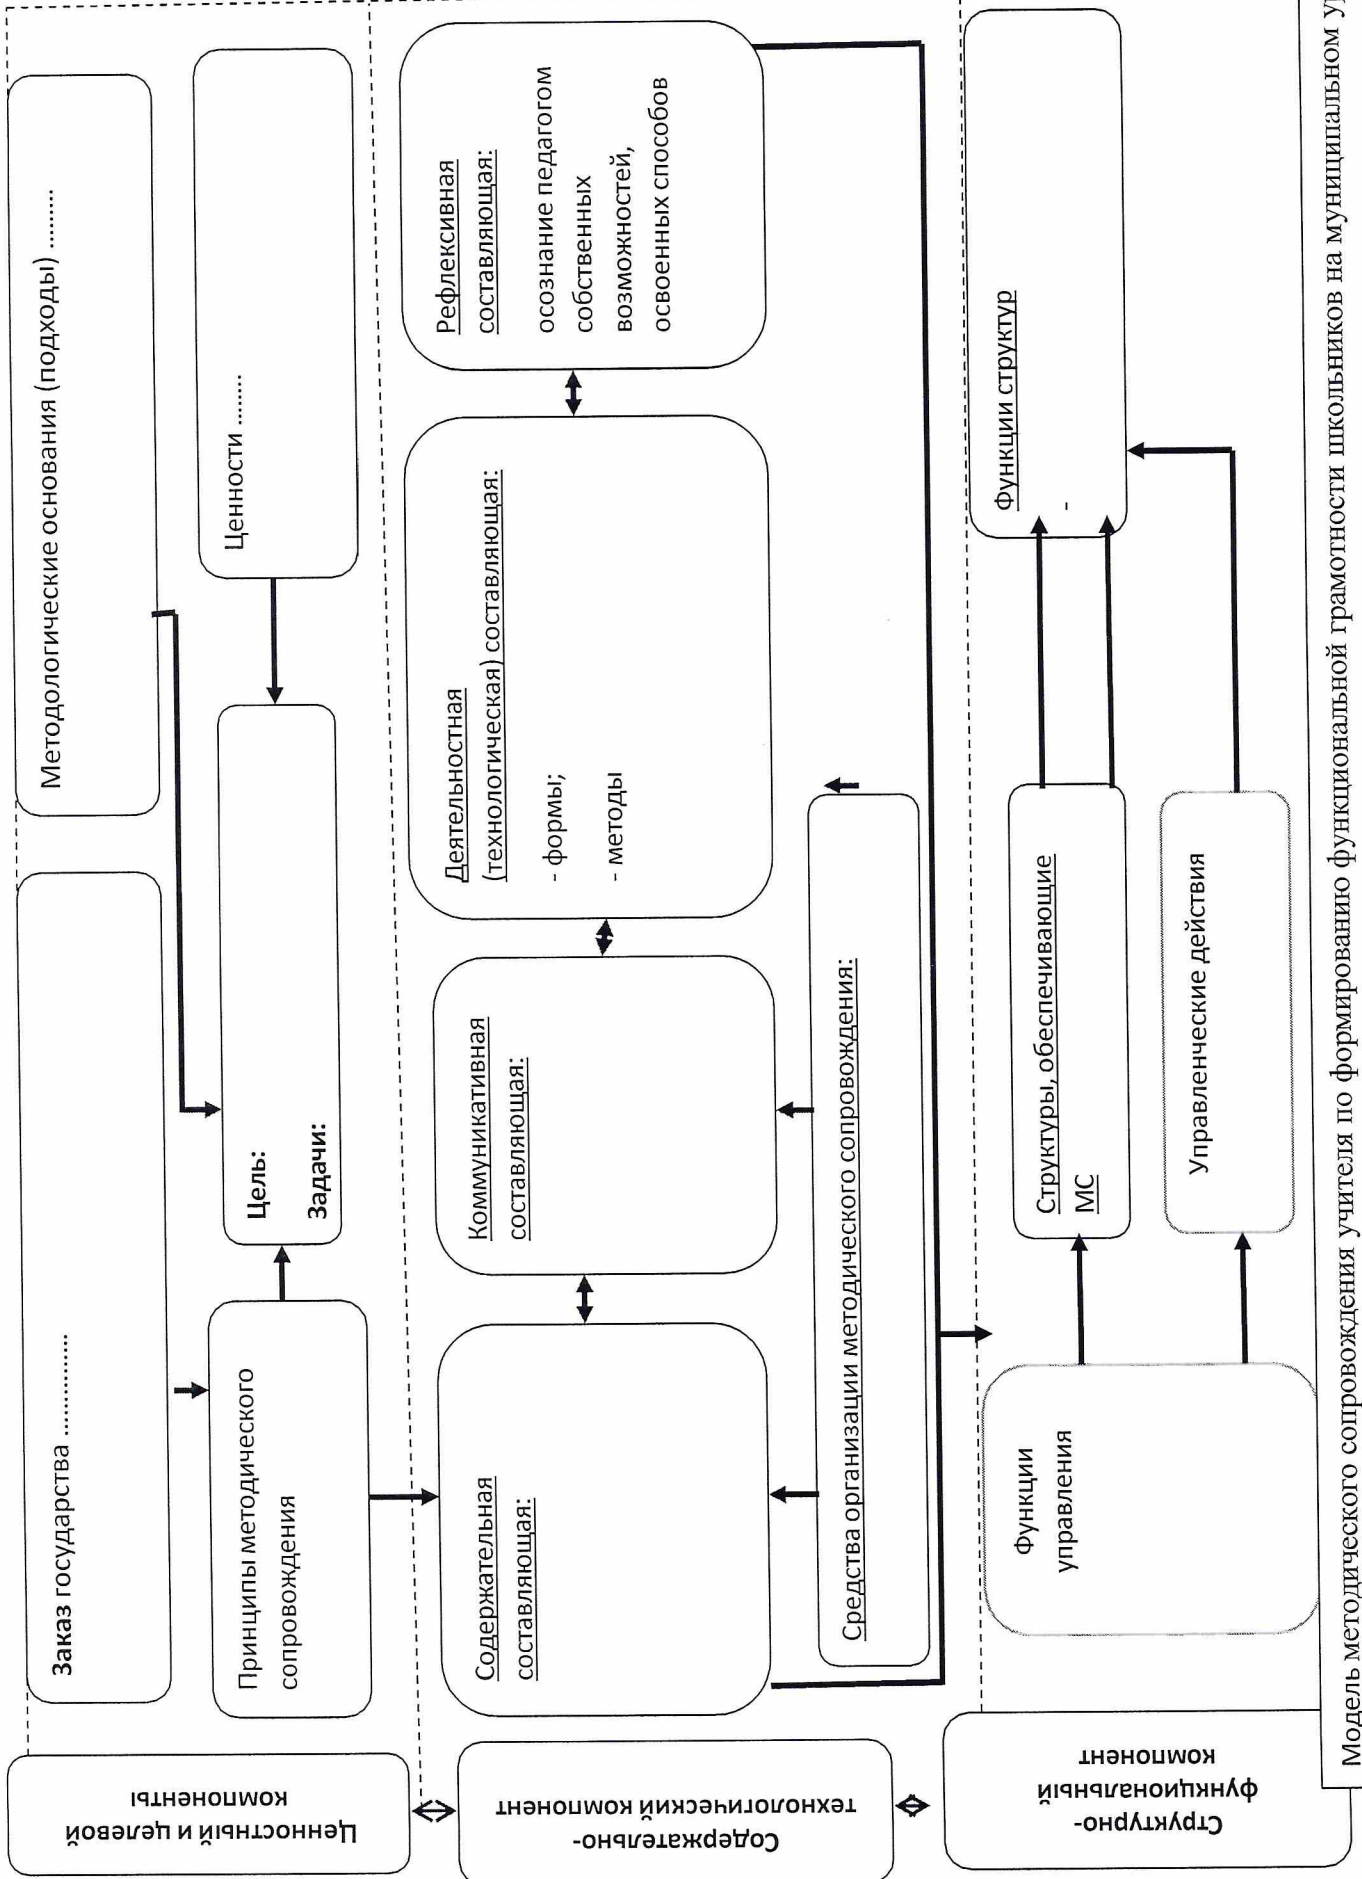 Ценностный и целевой
компоненты
Заказ государства ................
Методологические основания (подходы) .........
Принципы методического
сопровождения
Цель:
Задачи:
Ценности ........
Содержательно-
технологический компонент
Содержательная
составляющая:
Коммуникативная
составляющая:
Деятельностная
(технологическая) составляющая:
- формы;
- методы
Рефлексивная
составляющая:
осознание педагогом
собственных
возможностей,
освоенных способов
Средства организации методического сопровождения:
Структурно-
функциональный
компонент
Функции
управления
Структуры, обеспечивающие
МС
Управленческие действия
Функции структур
-
Модель методического сопровождения учителя по формированию функциональной грамотности школьников на муниципальном ур